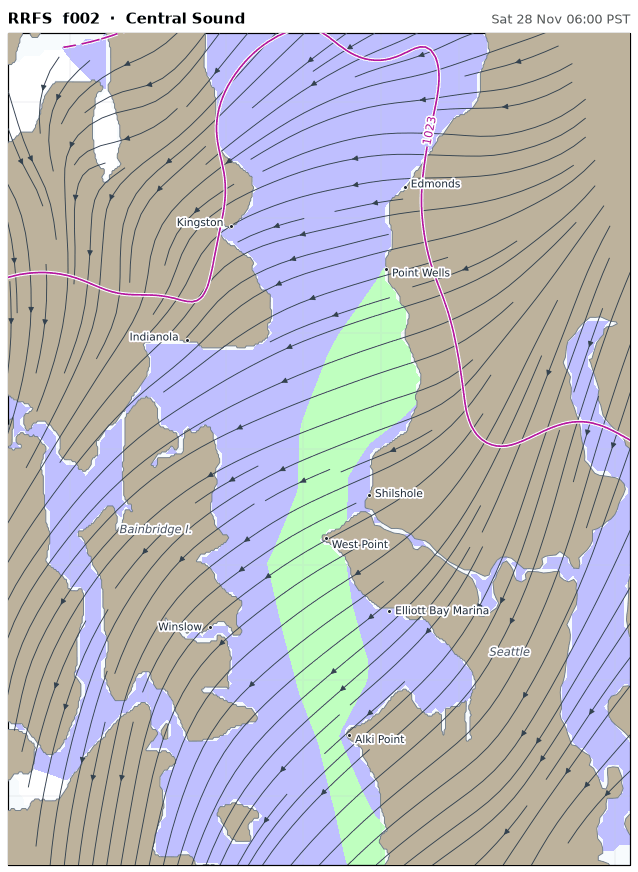 RRFS f002 · Central Sound
Sat 28 Nov 06:00 PST
1023
Edmonds
Kingston
Point Wells
Indianola
Shilshole
Bainbridge I.
West Point
Elliott Bay Marina
Winslow
Seattle
Alki Point